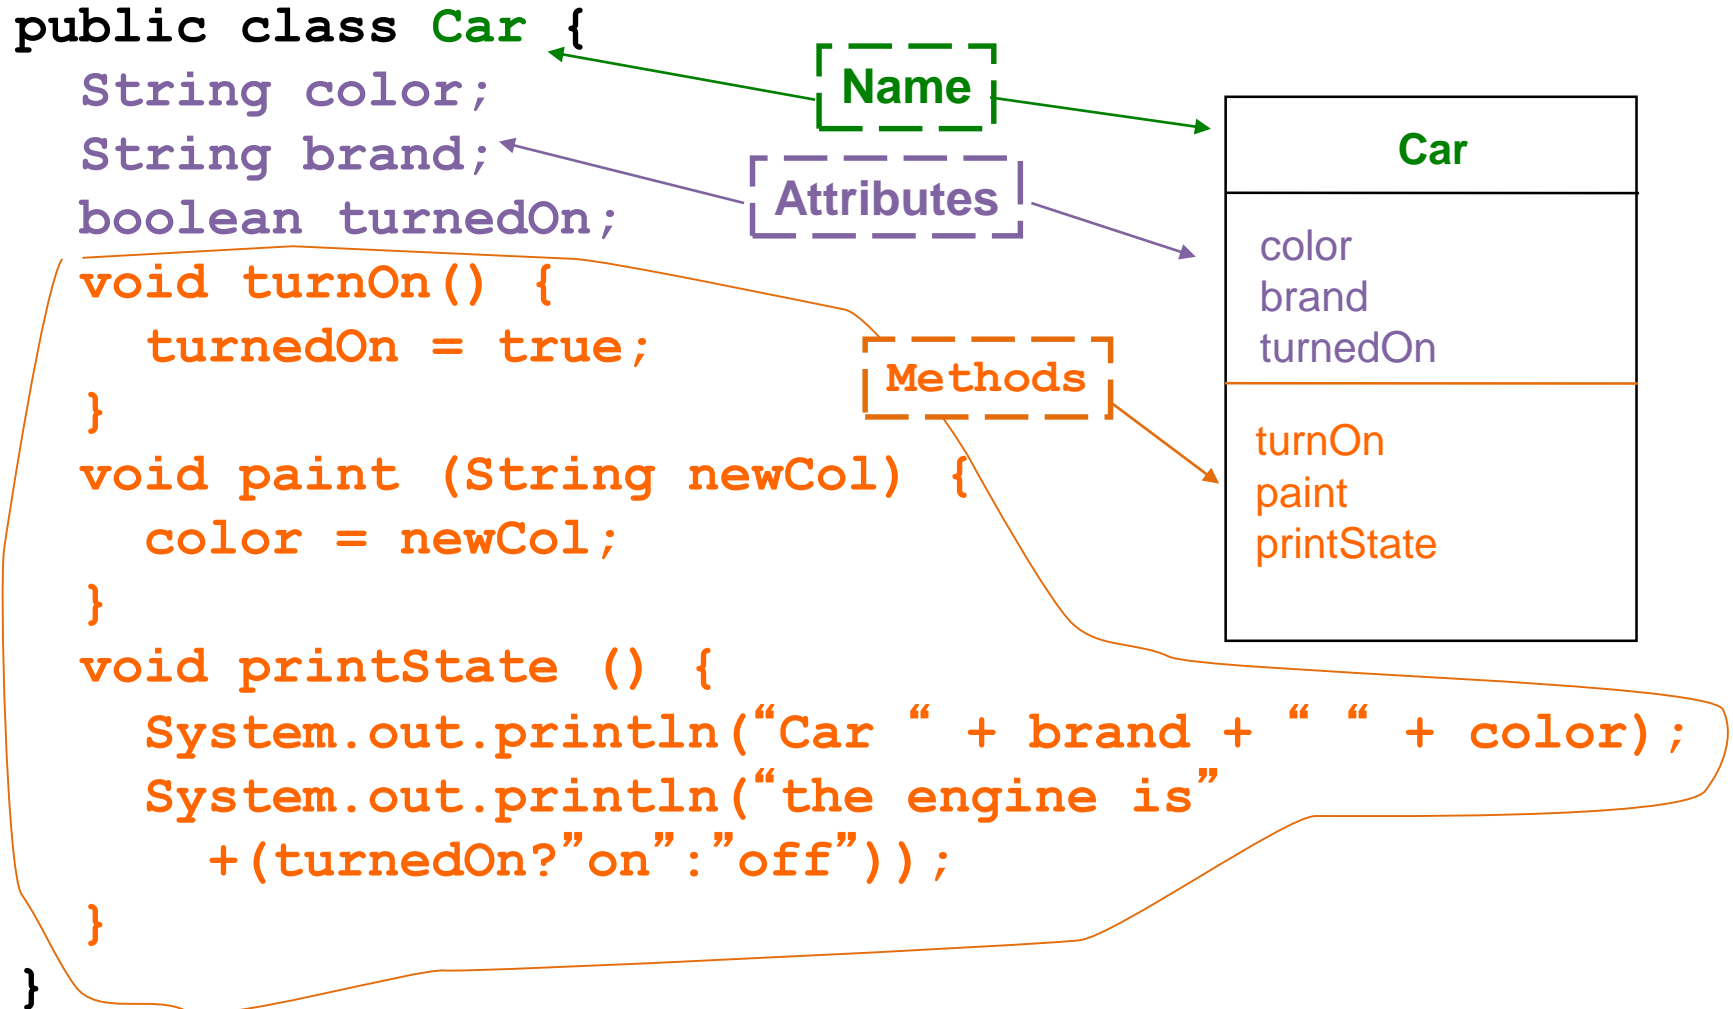 public class Car {
String color;
String brand;
boolean turnedOn;
void turnOn() {
turnedOn = true;
}
void paint (String newCol) {
color = newCol;
}
void printState () {
System.out.println(“Car “ + brand + “ “ + color);
System.out.println(“the engine is”
+(turnedOn?”on”:”off”));
}
}
Name
Attributes
Methods
Car
color
brand
turnedOn
turnOn
paint
printState